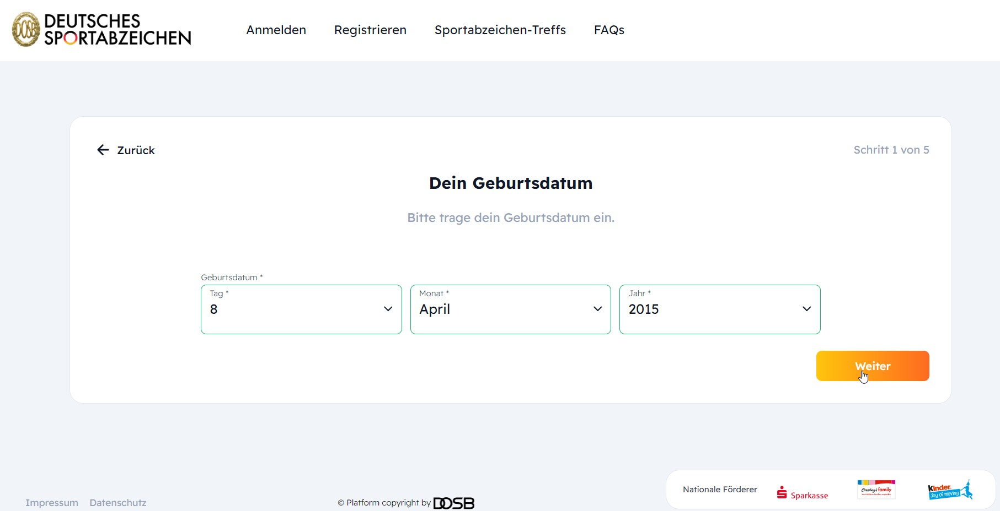 DOSB
DEUTSCHES
SPORTABZEICHEN
Anmelden
Registrieren
Sportabzeichen-Treffs
FAQs
Zurück
Schritt 1 von 5
Dein Geburtsdatum
Bitte trage dein Geburtsdatum ein.
Geburtsdatum *
Tag *
8
Monat *
April
Jahr *
2015
Weiter
Impressum
Datenschutz
© Platform copyright by DOSB
Nationale Förderer
Sparkasse
Ernsting's family
Kinder
Joy of moving